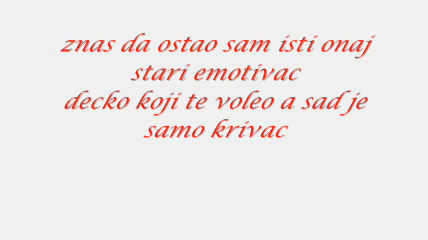 znas da ostao sam isti onaj
stari emotivac
decko koji te voleo a sad je
samo krivac